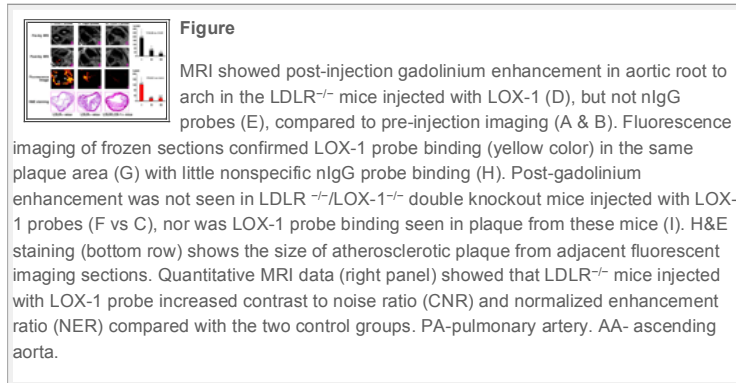 Figure
MRI showed post-injection gadolinium enhancement in aortic root to
arch in the LDLR−/− mice injected with LOX-1 (D), but not nIgG
probes (E), compared to pre-injection imaging (A & B). Fluorescence
imaging of frozen sections confirmed LOX-1 probe binding (yellow color) in the same
plaque area (G) with little nonspecific nIgG probe binding (H). Post-gadolinium
enhancement was not seen in LDLR −/−/LOX-1−/− double knockout mice injected with LOX-
1 probes (F vs C), nor was LOX-1 probe binding seen in plaque from these mice (I). H&E
staining (bottom row) shows the size of atherosclerotic plaque from adjacent fluorescent
imaging sections. Quantitative MRI data (right panel) showed that LDLR−/− mice injected
with LOX-1 probe increased contrast to noise ratio (CNR) and normalized enhancement
ratio (NER) compared with the two control groups. PA-pulmonary artery. AA- ascending
aorta.